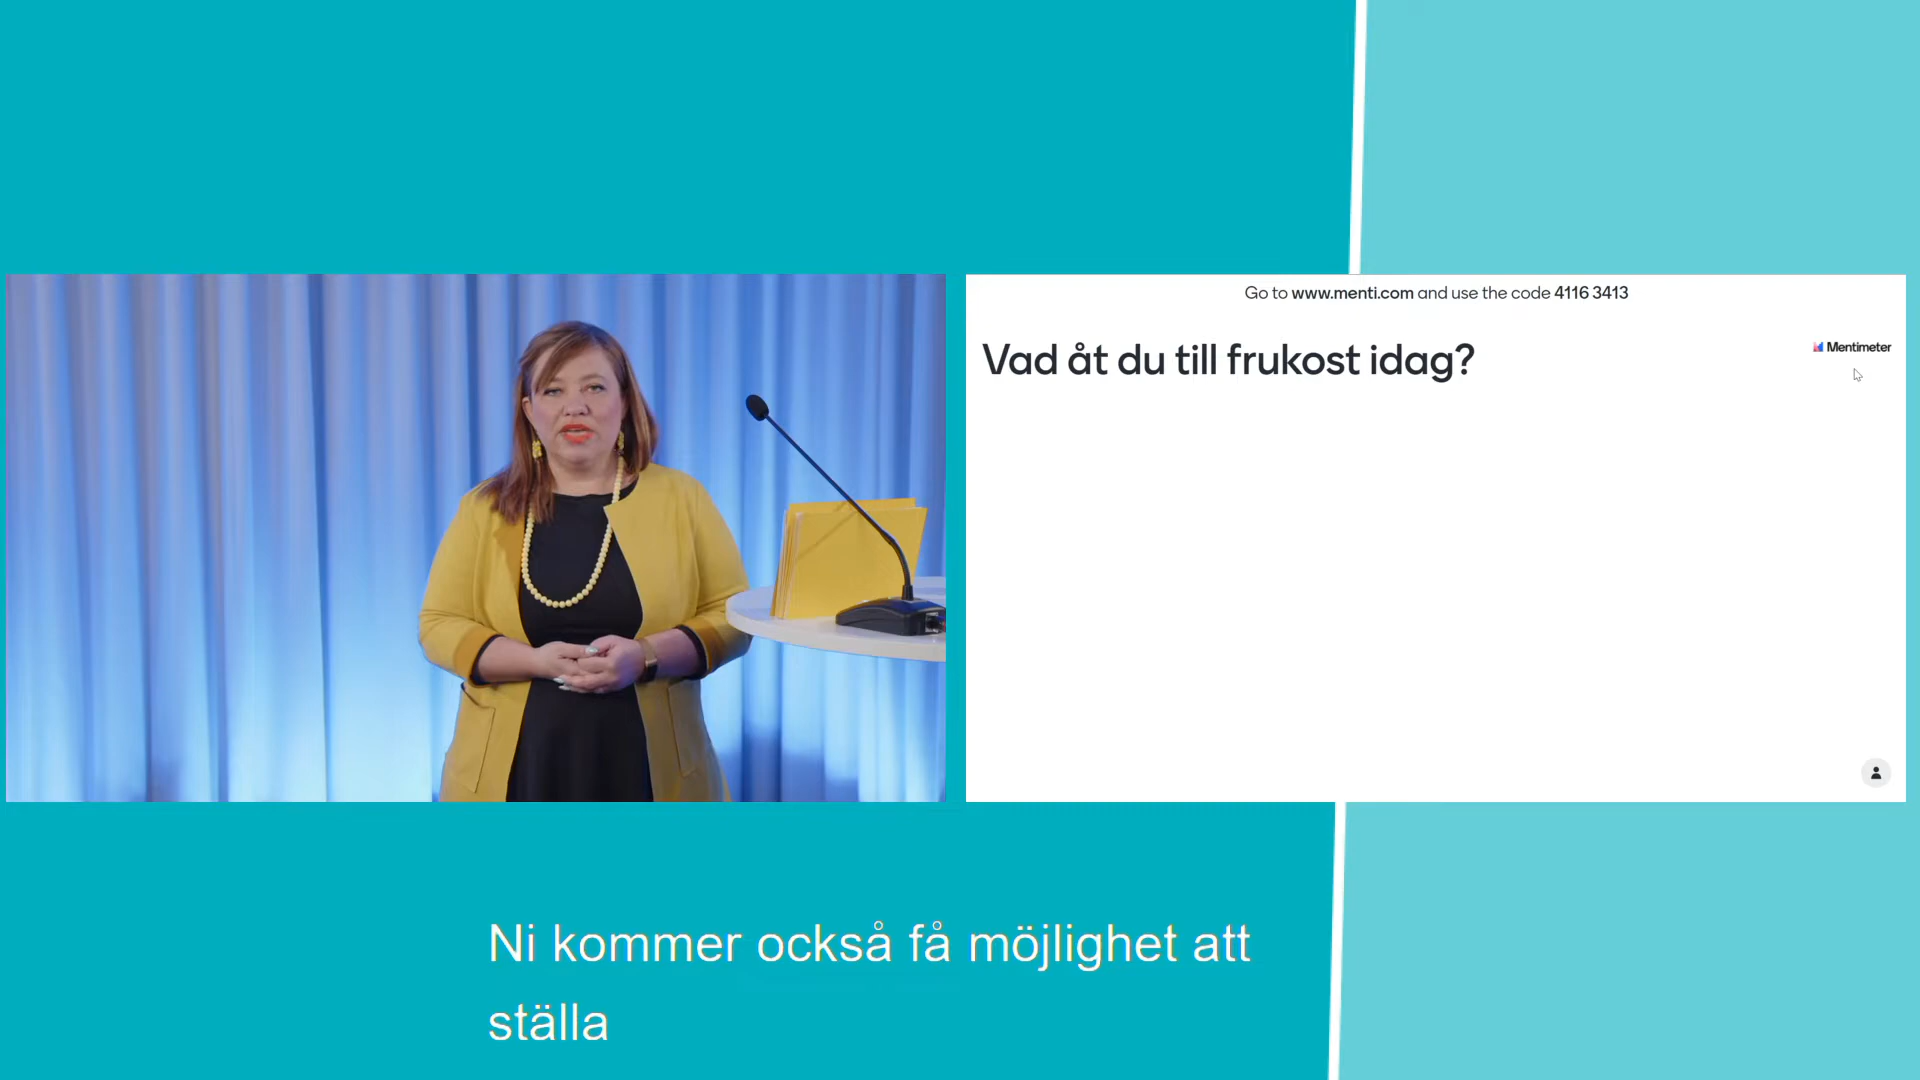 Go to www.menti.com and use the code 4116 3413
Vad åt du till frukost idag?
Mentimeter
Ni kommer också få möjlighet att
ställa